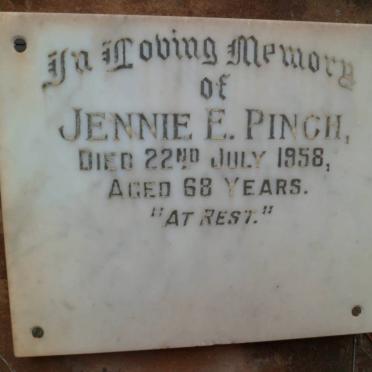 In Loving Memory
of
JENNIE E. PINCH,
DIED 22ND JULY 1958,
AGED 68 YEARS.
"AT REST."